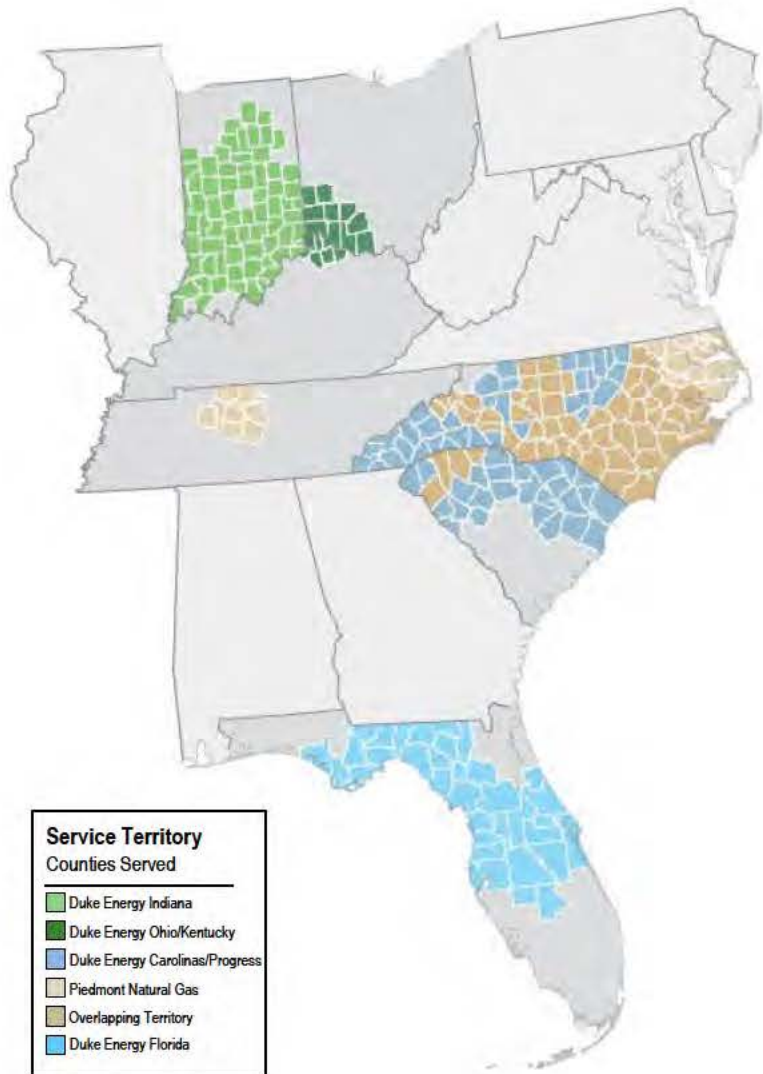 Service Territory
Counties Served
Duke Energy Indiana
Duke Energy Ohio/Kentucky
Duke Energy Carolinas/Progress
Piedmont Natural Gas
Overlapping Territory
Duke Energy Florida